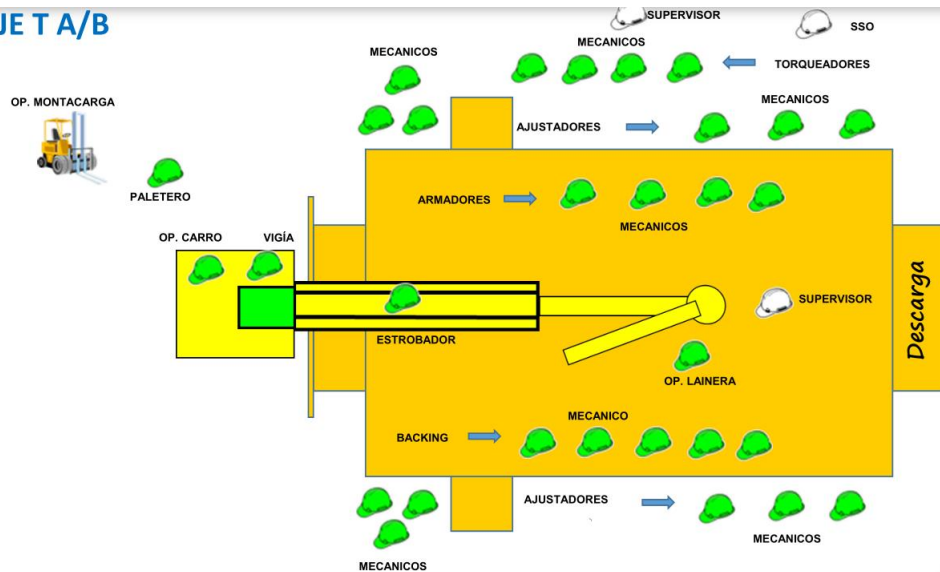 JE T A/B
SUPERVISOR
SSO
MECANICOS
MECANICOS
TORQUEADORES
OP. MONTACARGA
MECANICOS
AJUSTADORES
PALETERO
ARMADORES
MECANICOS
OP. CARRO
VIGÍA
SUPERVISOR
Descarga
ESTROBADOR
OP. LAINERA
MECANICO
BACKING
AJUSTADORES
MECANICOS
MECANICOS